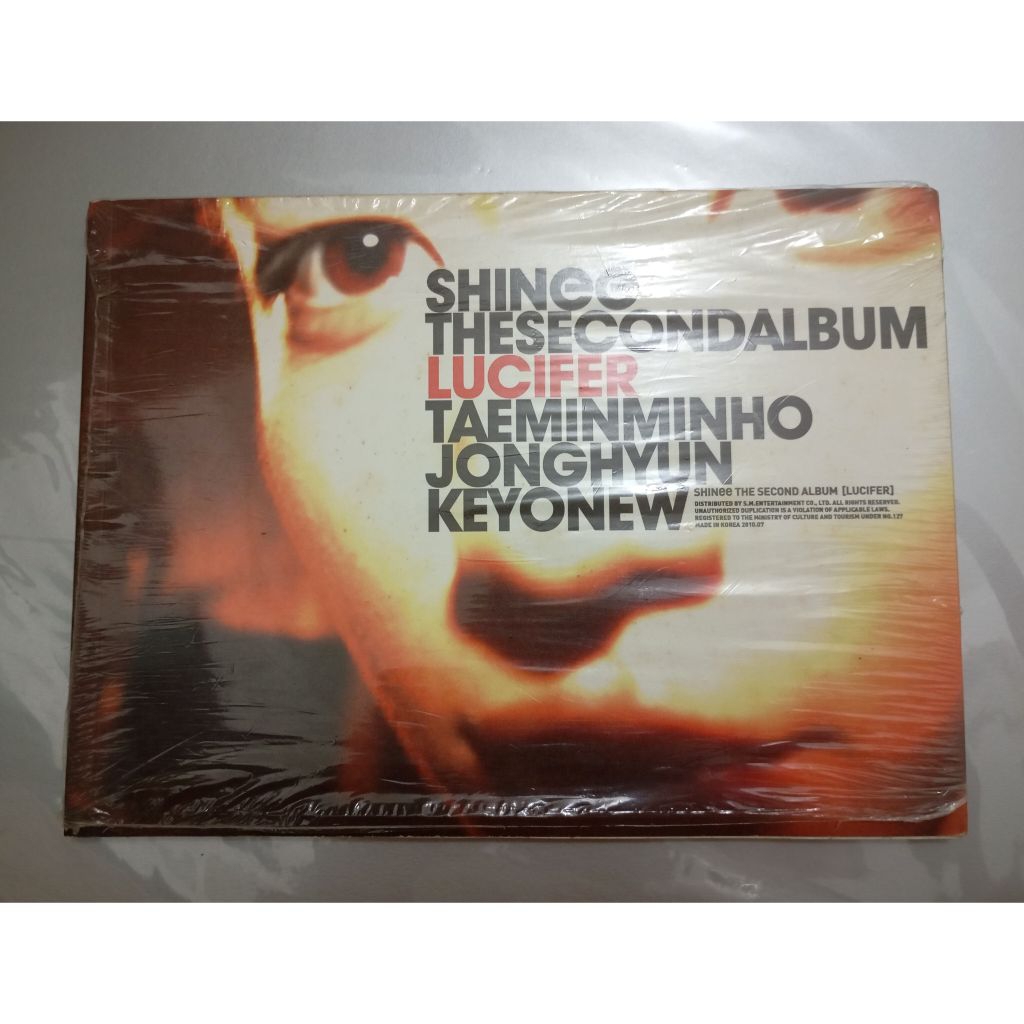 SHINee
THESECONDALBUM
LUCIFER
TAEMINMINHO
JONGHYUN
KEYONEW
SHINee THE SECOND ALBUM [LUCIFER]
DISTRIBUTED BY S.M.ENTERTAINMENT CO., LTD. ALL RIGHTS RESERVED.
UNAUTHORIZED DUPLICATION IS A VIOLATION OF APPLICABLE LAWS.
REGISTERED TO THE MINISTRY OF CULTURE AND TOURISM UNDER NO.127
MADE IN KOREA 2010.07